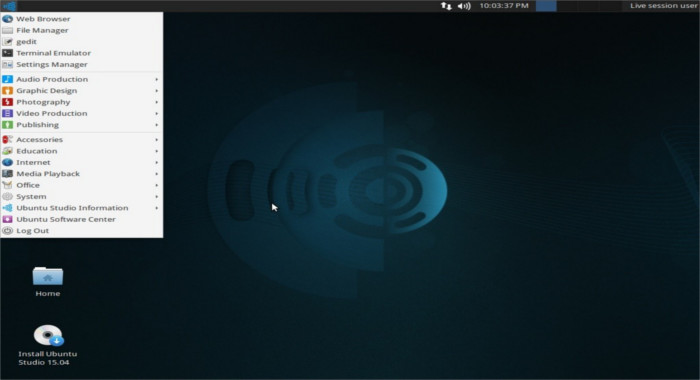 10:03:37 PM
Live session user
Web Browser
File Manager
gedit
Terminal Emulator
Settings Manager
Audio Production
Graphic Design
Photography
Video Production
Publishing
Accessories
Education
Internet
Media Playback
Office
System
Ubuntu Studio Information
Ubuntu Software Center
Log Out
Home
Install Ubuntu
Studio 15.04